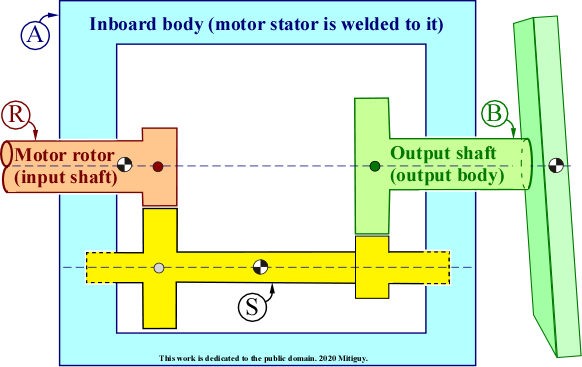 A
Inboard body (motor stator is welded to it)
R
B
Motor rotor
(input shaft)
Output shaft
(output body)
S
This work is dedicated to the public domain. 2020 Mitiguy.